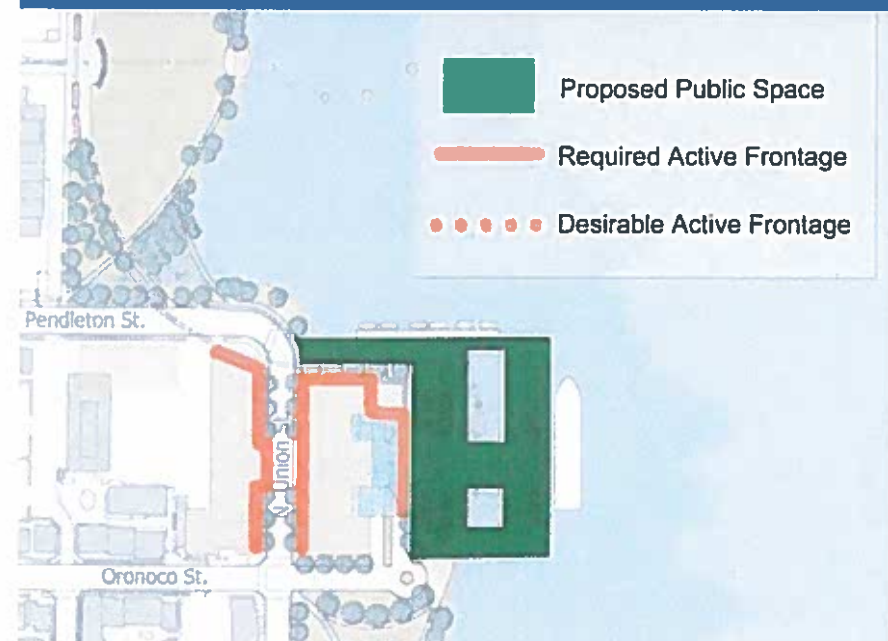 Proposed Public Space
Required Active Frontage
Desirable Active Frontage
Pendleton St.
Union
Oronoco St.